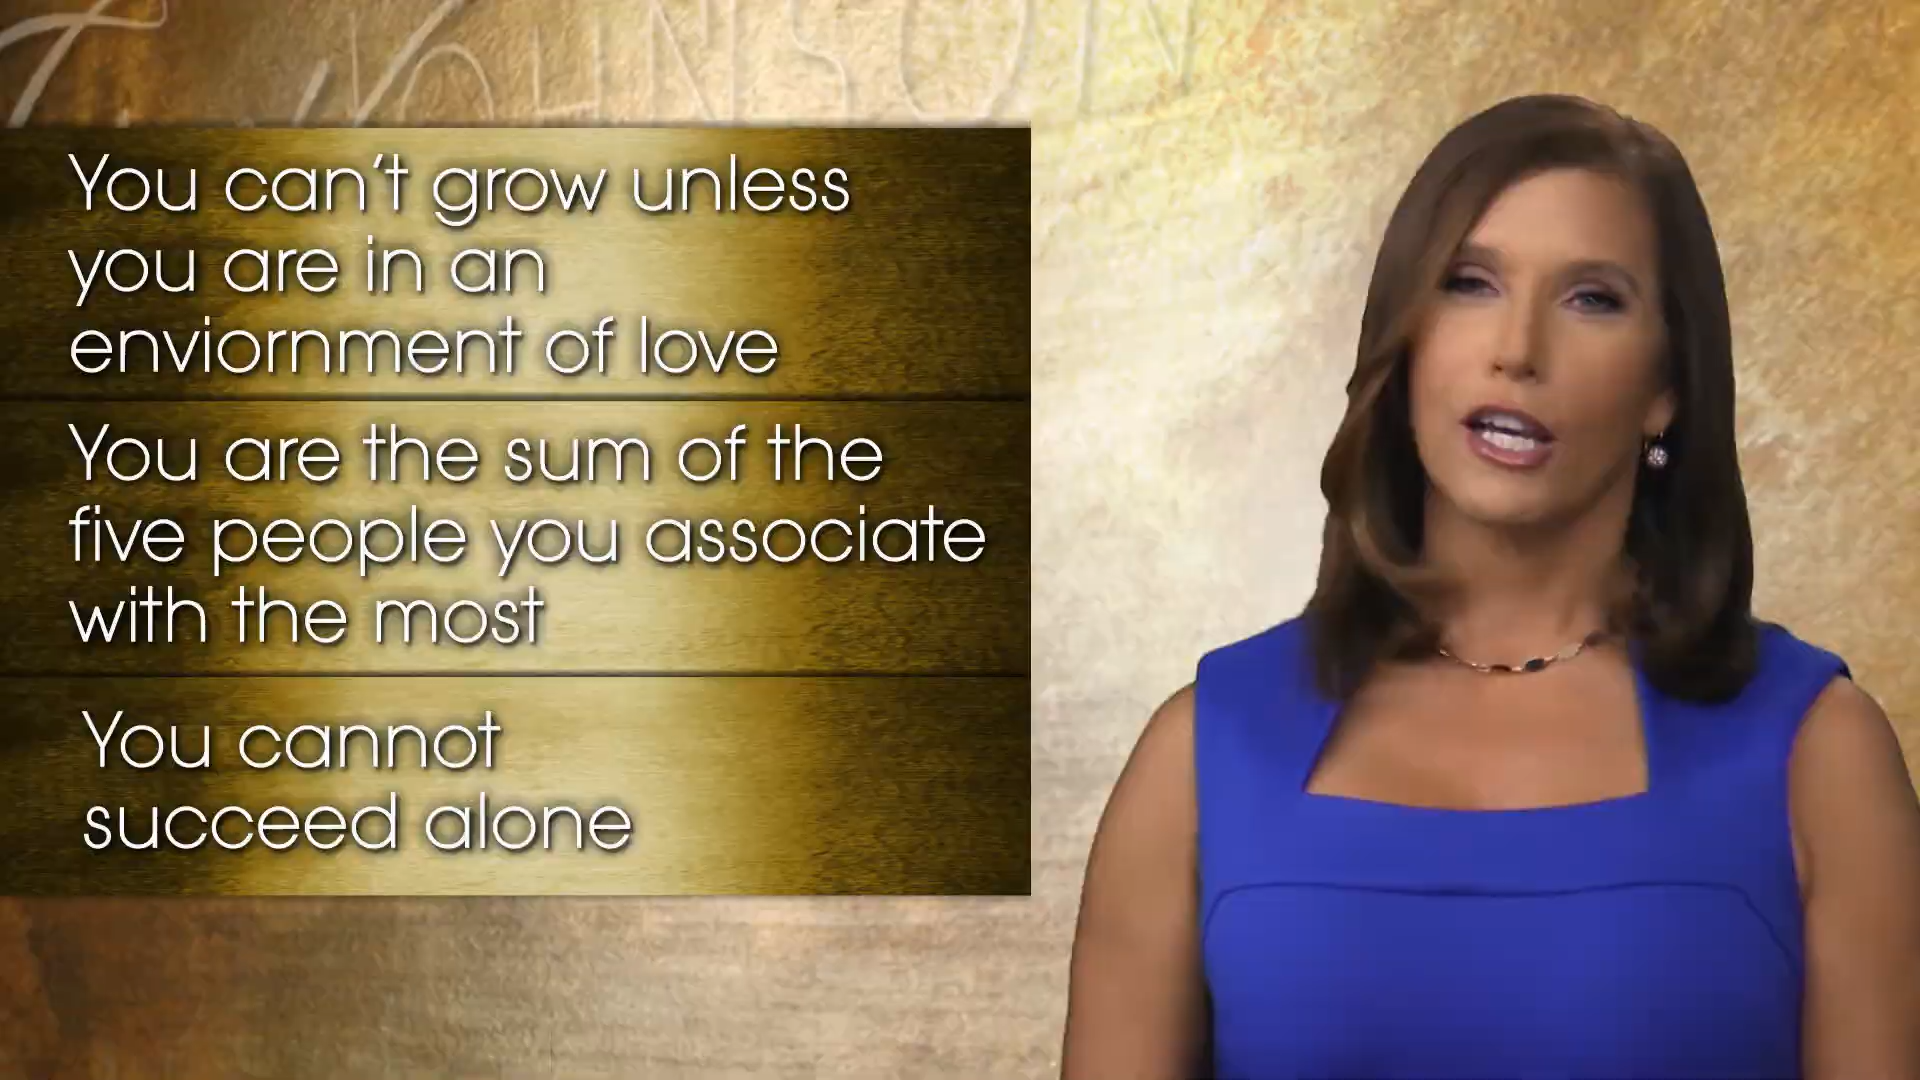 JOHNSON
You can't grow unless
you are in an
enviornment of love
You are the sum of the
five people you associate
with the most
You cannot
succeed alone